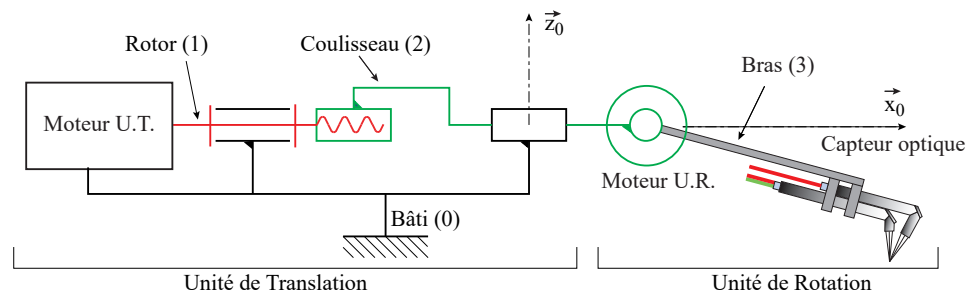 z₀
Rotor (1)
Coulisseau (2)
Bras (3)
x₀
Moteur U.T.
Capteur optique
Moteur U.R.
Bâti (0)
Unité de Translation
Unité de Rotation